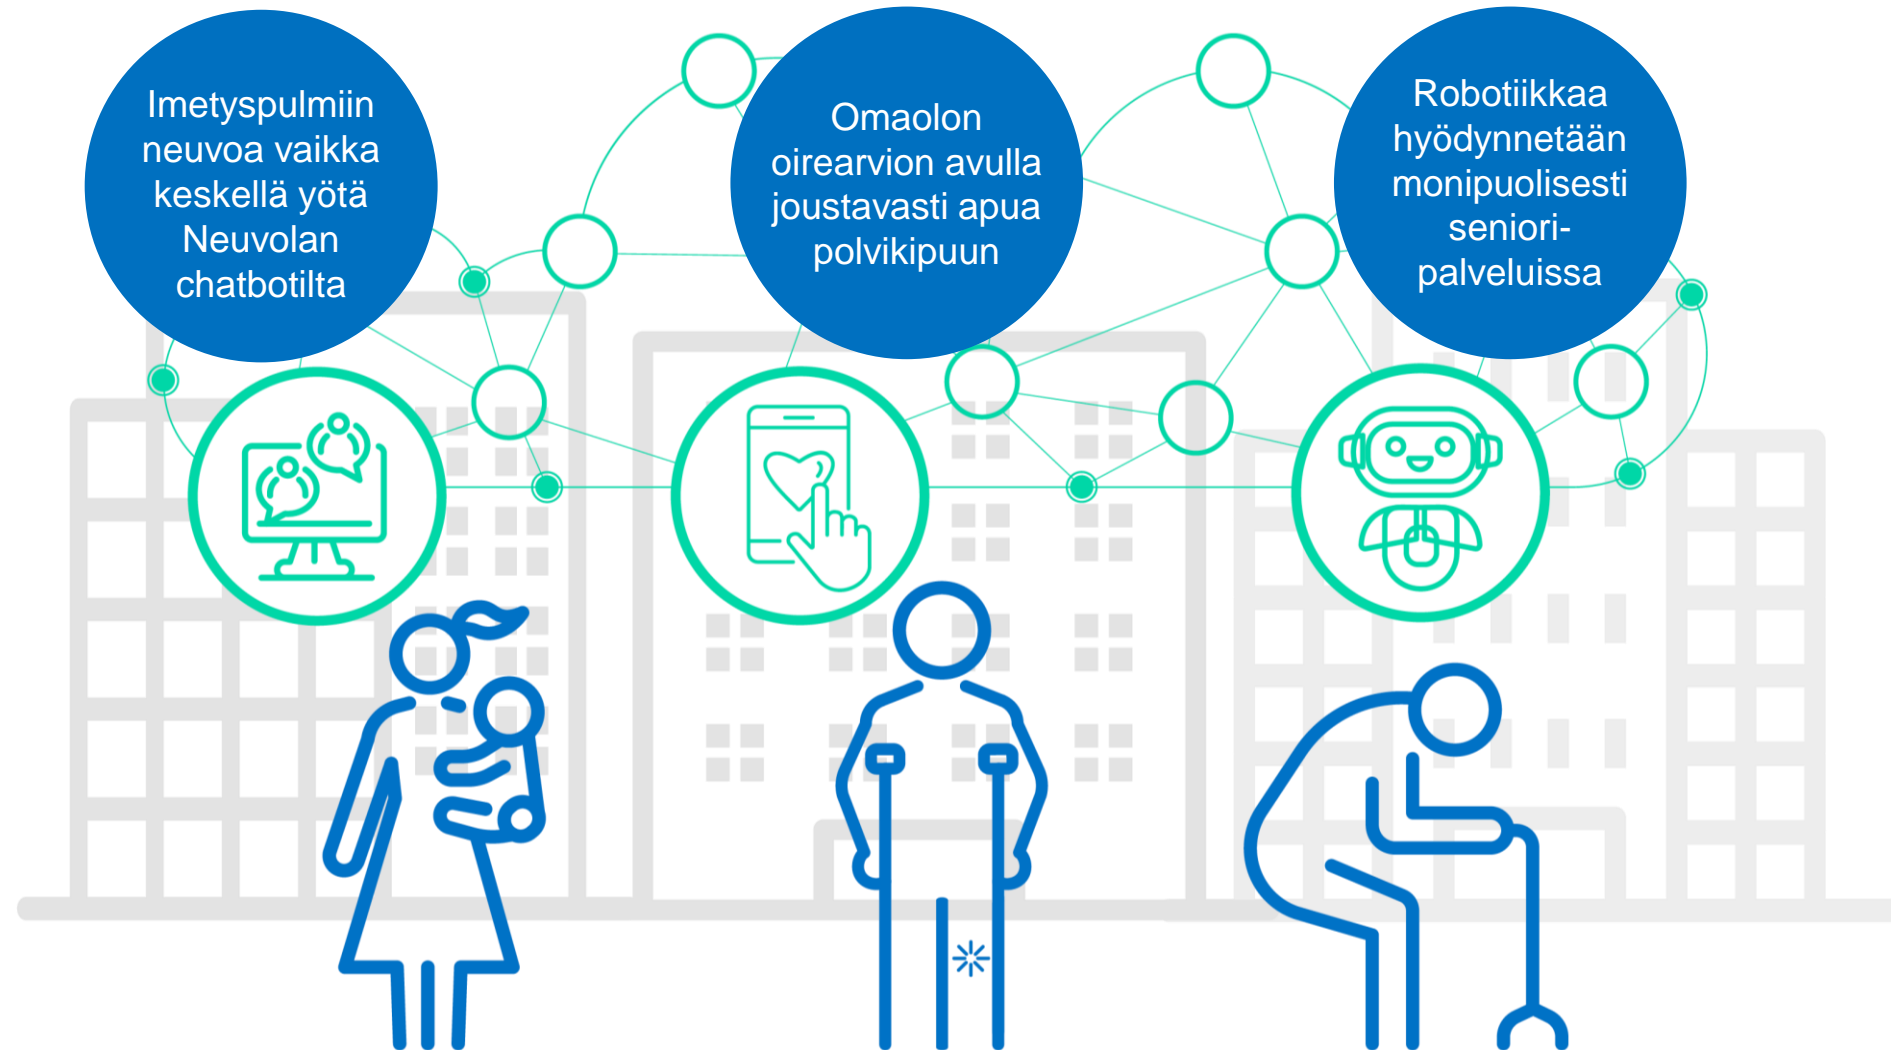 Imetyspulmiin
neuvoa vaikka
keskellä yötä
Neuvolan
chatbotilta
Omaolon
oirearvion avulla
joustavasti apua
polvikipuun
Robotiikkaa
hyödynnetään
monipuolisesti
seniori-
palveluissa